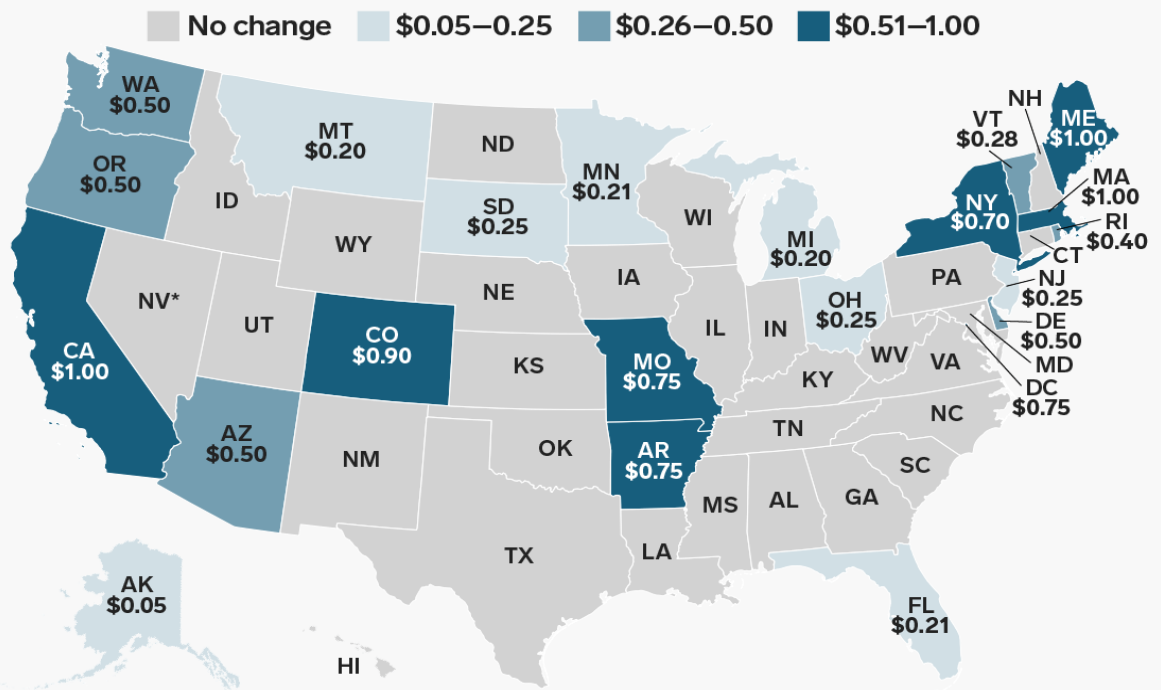 No change
$0.05–0.25
$0.26–0.50
$0.51–1.00
WA
$0.50
OR
$0.50
CA
$1.00
NV*
ID
MT
$0.20
WY
UT
CO
$0.90
AZ
$0.50
NM
ND
SD
$0.25
NE
KS
OK
TX
MN
$0.21
IA
MO
$0.75
AR
$0.75
LA
WI
IL
IN
MI
$0.20
OH
$0.25
KY
TN
MS
AL
GA
FL
$0.21
SC
NC
VA
WV
PA
NY
$0.70
VT
$0.28
NH
ME
$1.00
MA
$1.00
RI
$0.40
CT
NJ
$0.25
DE
$0.50
MD
DC
$0.75
AK
$0.05
HI